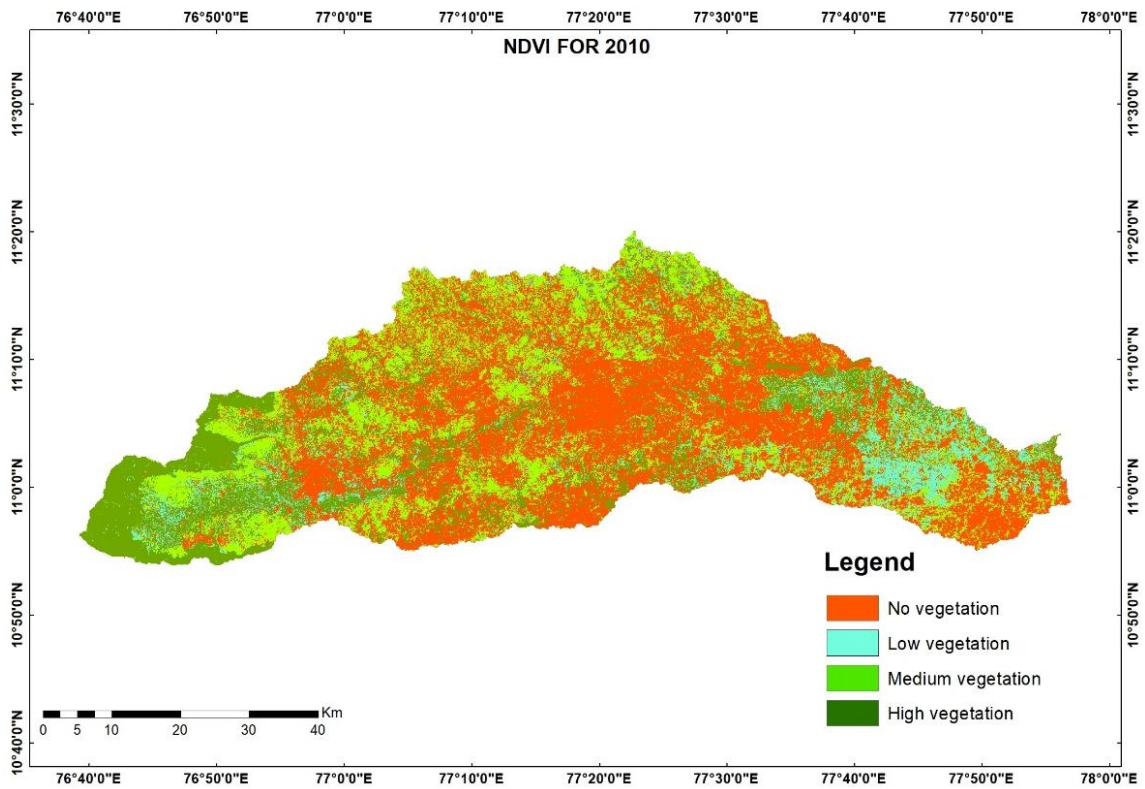 76°40'0"E 76°50'0"E 77°0'0"E 77°10'0"E 77°20'0"E 77°30'0"E 77°40'0"E 77°50'0"E 78°0'0"E
NDVI FOR 2010
11°30'0"N 11°30'0"N
11°20'0"N 11°20'0"N
11°10'0"N 11°10'0"N
11°0'0"N 11°0'0"N
Legend
No vegetation
10°50'0"N 10°50'0"N
Low vegetation
Medium vegetation
High vegetation
Km
0 5 10 20 30 40
10°40'0"N 10°40'0"N
76°40'0"E 76°50'0"E 77°0'0"E 77°10'0"E 77°20'0"E 77°30'0"E 77°40'0"E 77°50'0"E 78°0'0"E